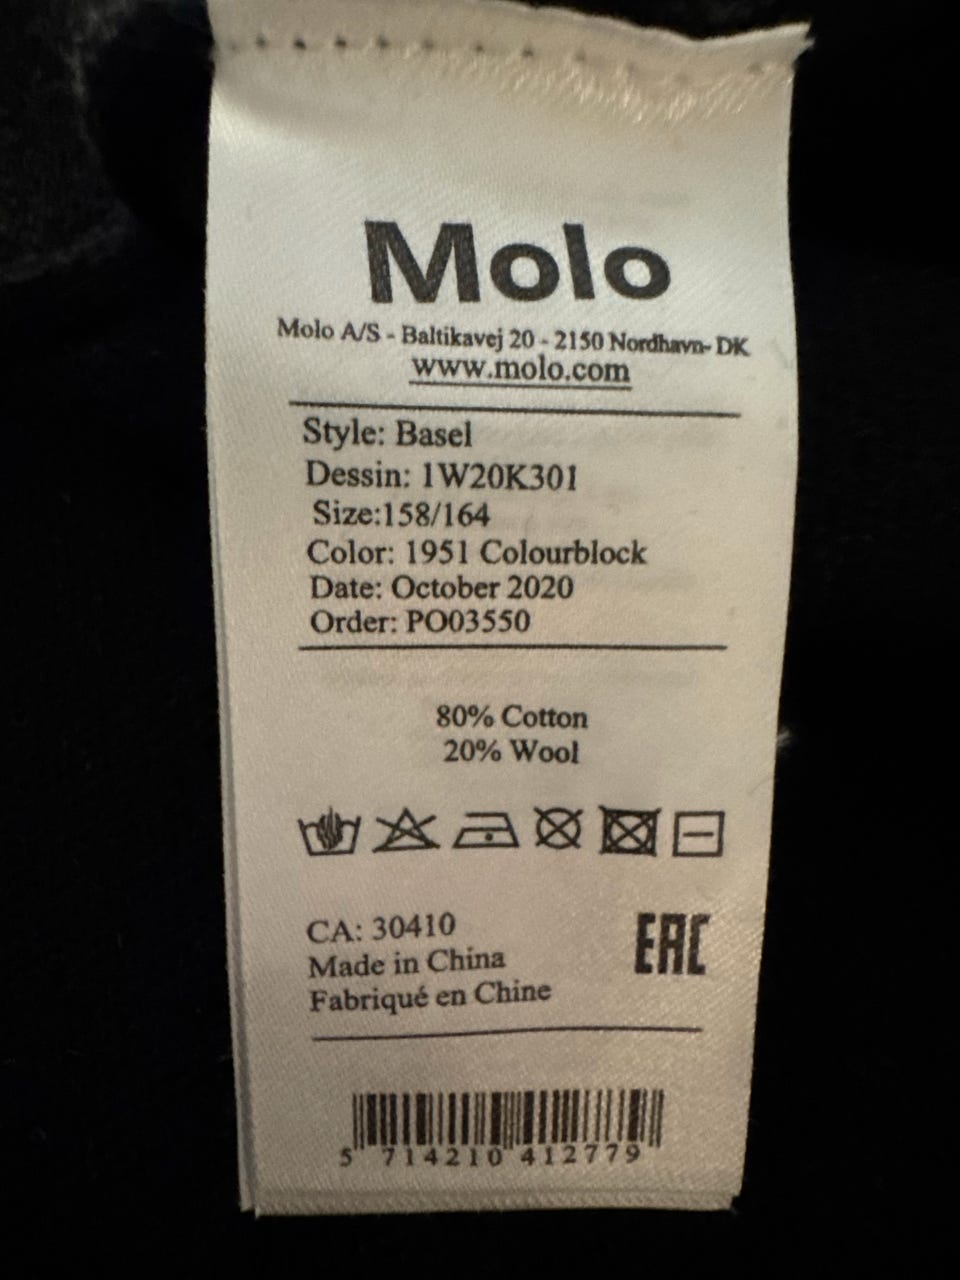 Molo
Molo A/S - Baltikavej 20 - 2150 Nordhavn- DK
www.molo.com
Style: Basel
Dessin: 1W20K301
Size:158/164
Color: 1951 Colourblock
Date: October 2020
Order: PO03550
80% Cotton
20% Wool
CA: 30410
Made in China
Fabriqué en Chine
EAC
5 714210 412779